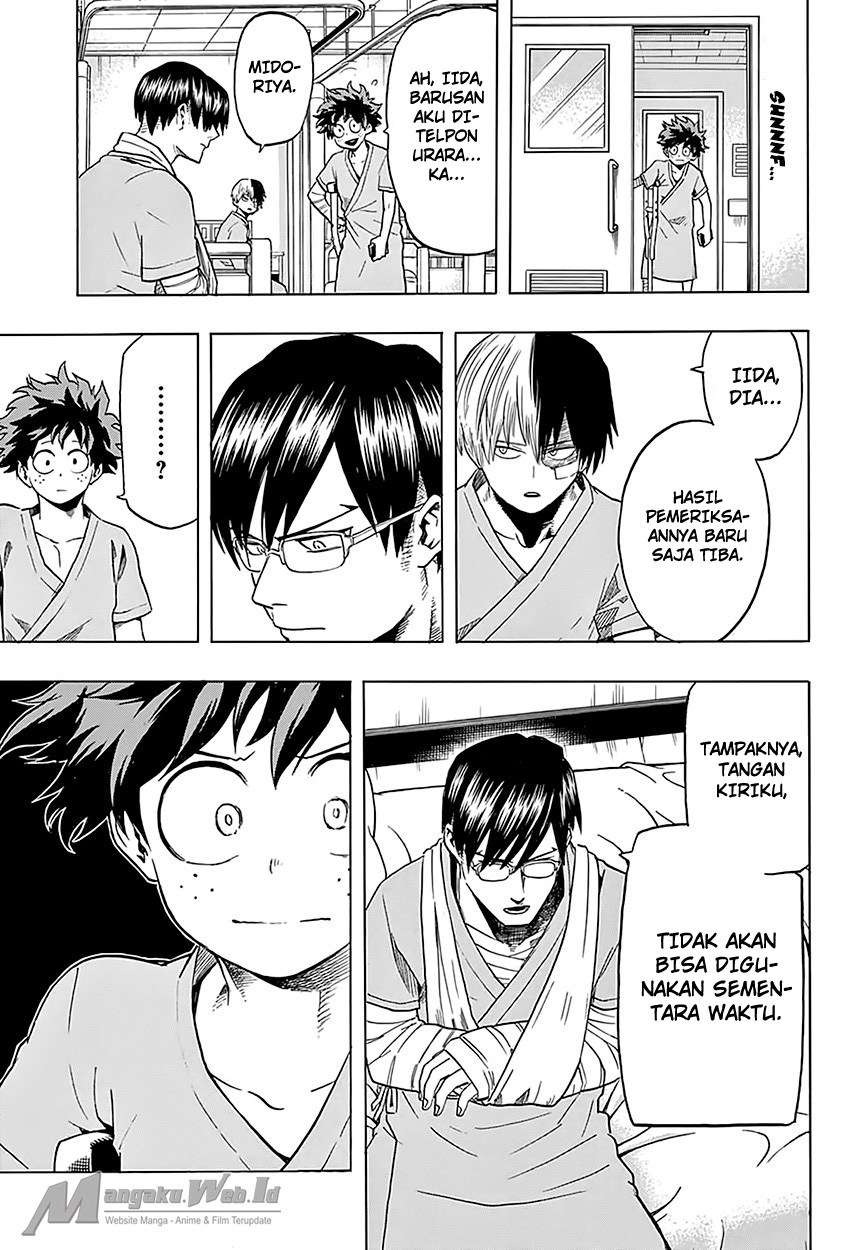 SHNNNF...
AH, IIDA,
BARUSAN
AKU DI-
TELPON
URARA...
KA...
MIDO-
RIYA.
IIDA,
DIA...
HASIL
PEMERIKSA-
ANNYA BARU
SAJA TIBA.
.........?
TAMPAKNYA,
TANGAN
KIRIKU,
TIDAK AKAN
BISA DIGU-
NAKAN SEMEN-
TARA WAKTU.
Mangaku.Web.Id
Website Manga - Anime & Film Terupdate